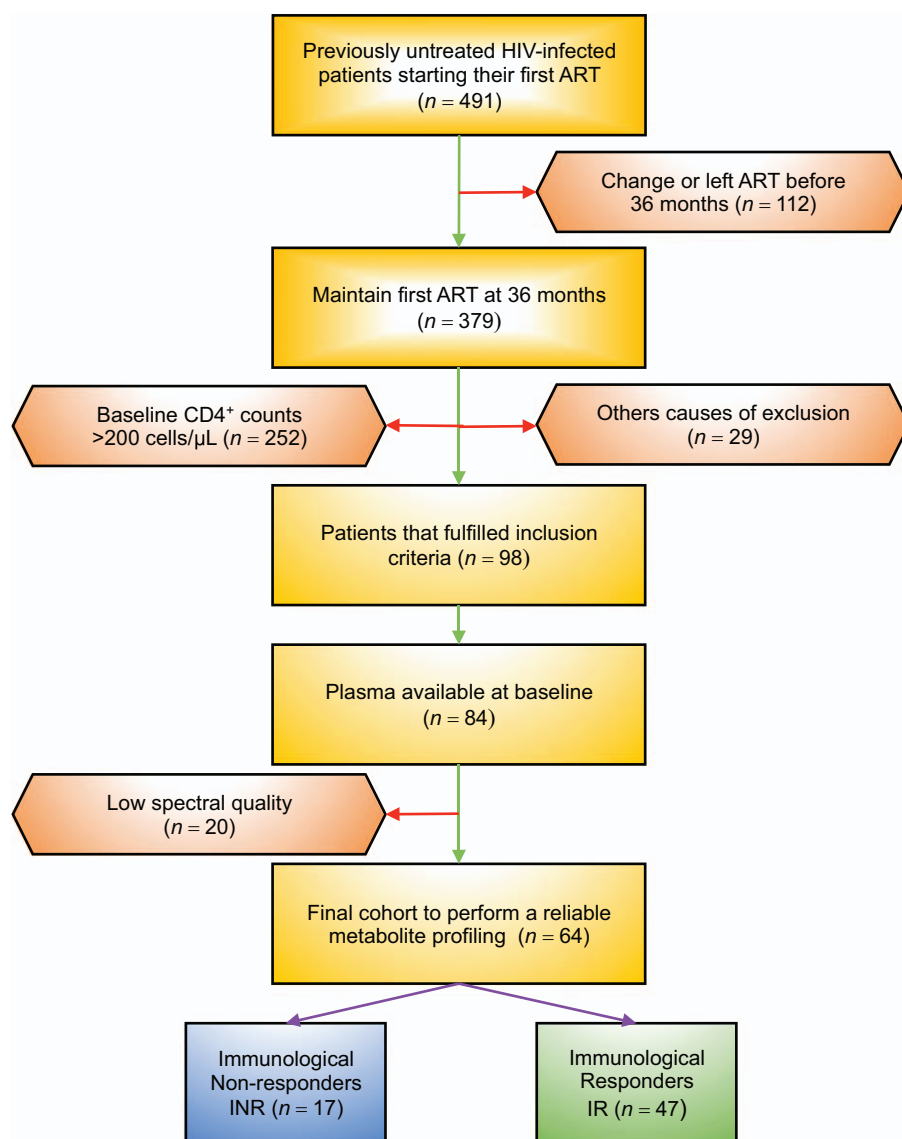 Previously untreated HIV-infected
patients starting their first ART
(n = 491)
Change or left ART before
36 months (n = 112)
Maintain first ART at 36 months
(n = 379)
Baseline CD4⁺ counts
>200 cells/µL (n = 252)
Others causes of exclusion
(n = 29)
Patients that fulfilled inclusion
criteria (n = 98)
Plasma available at baseline
(n = 84)
Low spectral quality
(n = 20)
Final cohort to perform a reliable
metabolite profiling (n = 64)
Immunological
Non-responders
INR (n = 17)
Immunological
Responders
IR (n = 47)